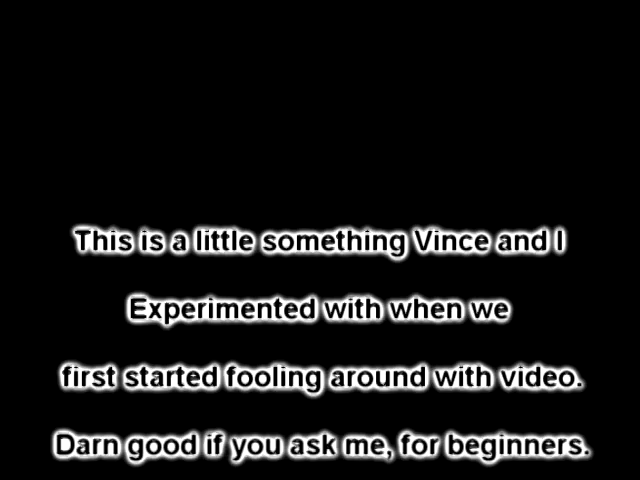 This is a little something Vince and I
Experimented with when we
first started fooling around with video.
Darn good if you ask me, for beginners.